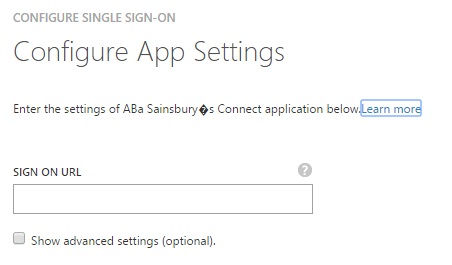 CONFIGURE SINGLE SIGN-ON
Configure App Settings
Enter the settings of ABa Sainsbury�s Connect application below.Learn more
SIGN ON URL ?
Show advanced settings (optional).